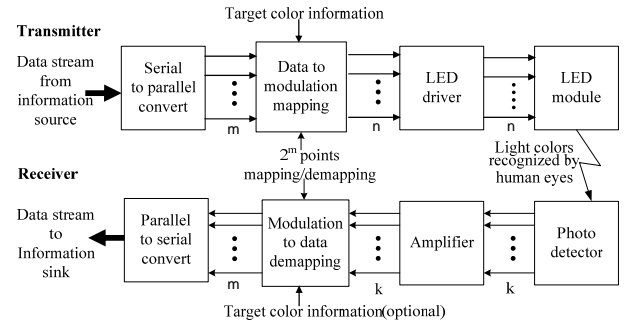 Target color information
Transmitter
Data stream
from
information
source
Serial
to parallel
convert
m
Data to
modulation
mapping
n
LED
driver
n
LED
module
2^m points
mapping/demapping
Light colors
recognized by
human eyes
Receiver
Data stream
to
Information
sink
Parallel
to serial
convert
m
Modulation
to data
demapping
k
Amplifier
k
Photo
detector
Target color information(optional)